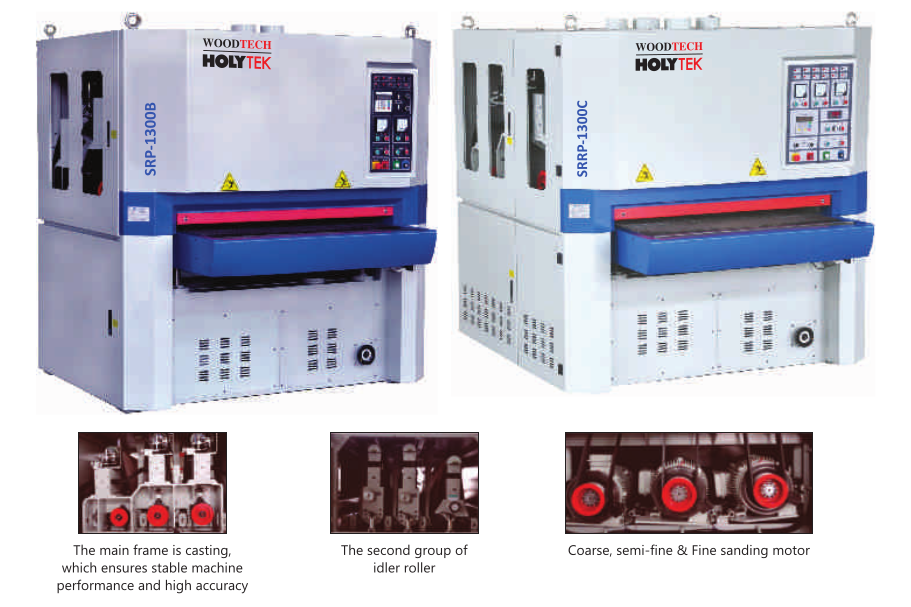 WOODTECH
HOLYTEK
SRP-1300B
WOODTECH
HOLYTEK
SRRP-1300C
The main frame is casting,
which ensures stable machine
performance and high accuracy
The second group of
idler roller
Coarse, semi-fine & Fine sanding motor